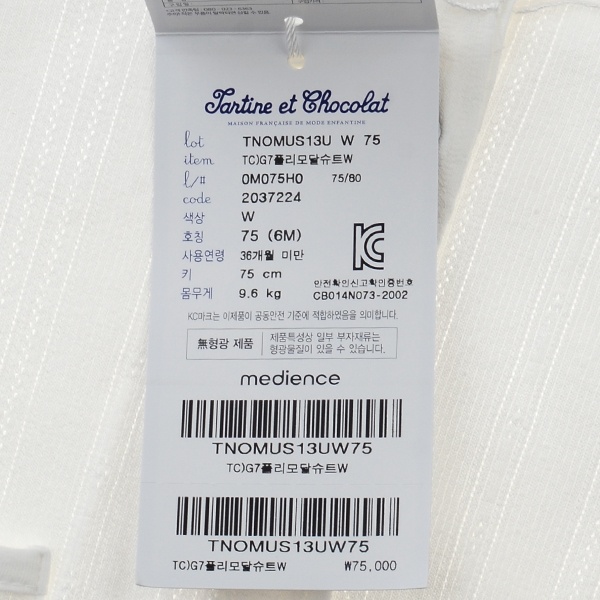 Tartine et Chocolat
MAISON FRANÇAISE DE MODE ENFANTINE
lot TNOMUS13U W 75
item TC)G7플리모달슈트W
l/# 0M075H0 75/80
code 2037224
색상 W
호칭 75 (6M)
사용연령 36개월 미만
키 75 cm
몸무게 9.6 kg
안전확인신고확인증번호
CB014N073-2002
KC마크는 이제품이 공통안전 기준에 적합하였음을 의미합니다.
無형광 제품
제품특성상 일부 부자재류는
형광물질이 있을 수 있습니다.
medience
TNOMUS13UW75
TC)G7플리모달슈트W
TNOMUS13UW75
TC)G7플리모달슈트W ₩75,000